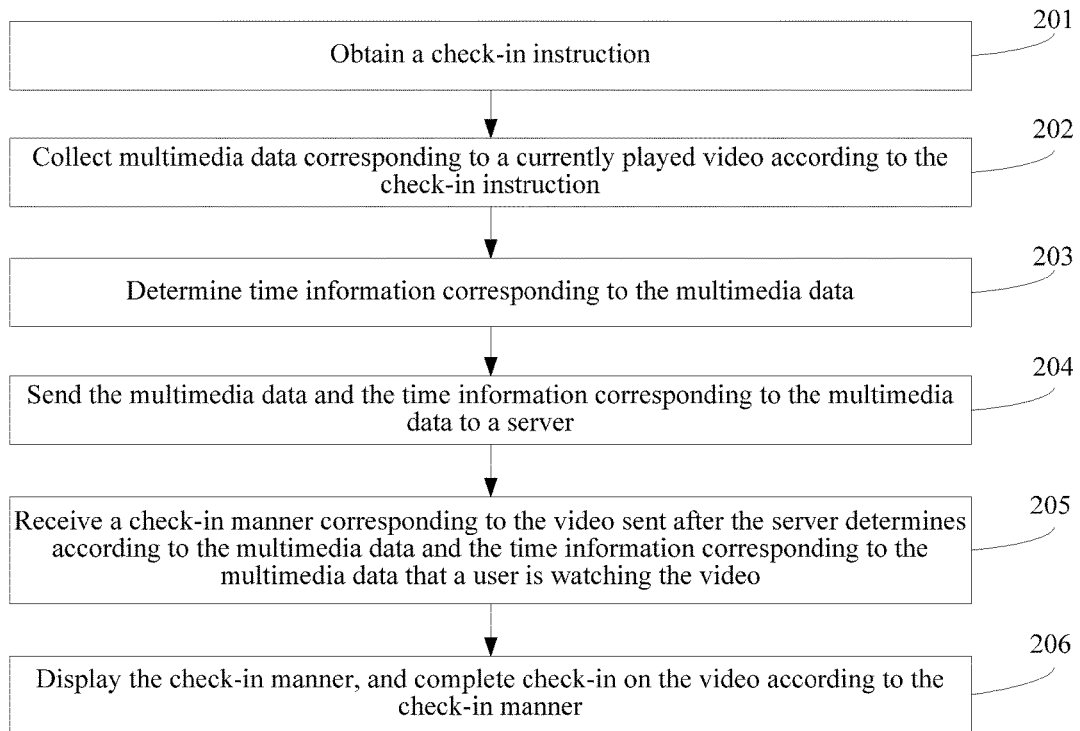 201
Obtain a check-in instruction
202
Collect multimedia data corresponding to a currently played video according to the
check-in instruction
203
Determine time information corresponding to the multimedia data
204
Send the multimedia data and the time information corresponding to the multimedia
data to a server
205
Receive a check-in manner corresponding to the video sent after the server determines
according to the multimedia data and the time information corresponding to the
multimedia data that a user is watching the video
206
Display the check-in manner, and complete check-in on the video according to the
check-in manner